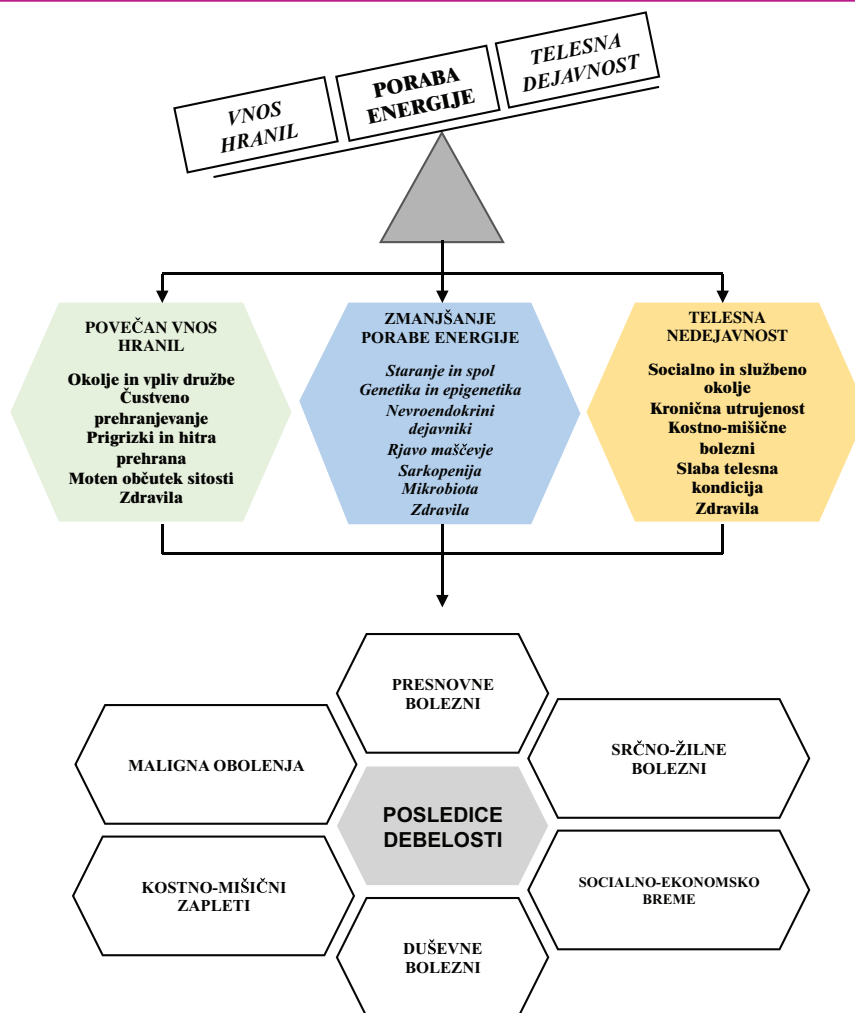 VNOS
HRANIL
PORABA
ENERGIJE
TELESNA
DEJAVNOST
POVEČAN VNOS
HRANIL
Okolje in vpliv družbe
Čustveno
prehranjevanje
Prigrizki in hitra
prehrana
Moten občutek sitosti
Zdravila
ZMANJŠANJE
PORABE ENERGIJE
Staranje in spol
Genetika in epigenetika
Nevroendokrini
dejavniki
Rjavo maščevje
Sarkopenija
Mikrobiota
Zdravila
TELESNA
NEDEJAVNOST
Socialno in službeno
okolje
Kronična utrujenost
Kostno-mišične
bolezni
Slaba telesna
kondicija
Zdravila
PRESNOVNE
BOLEZNI
MALIGNA OBOLENJA
SRČNO-ŽILNE
BOLEZNI
POSLEDICE
DEBELOSTI
KOSTNO-MIŠIČNI
ZAPLETI
SOCIALNO-EKONOMSKO
BREME
DUŠEVNE
BOLEZNI